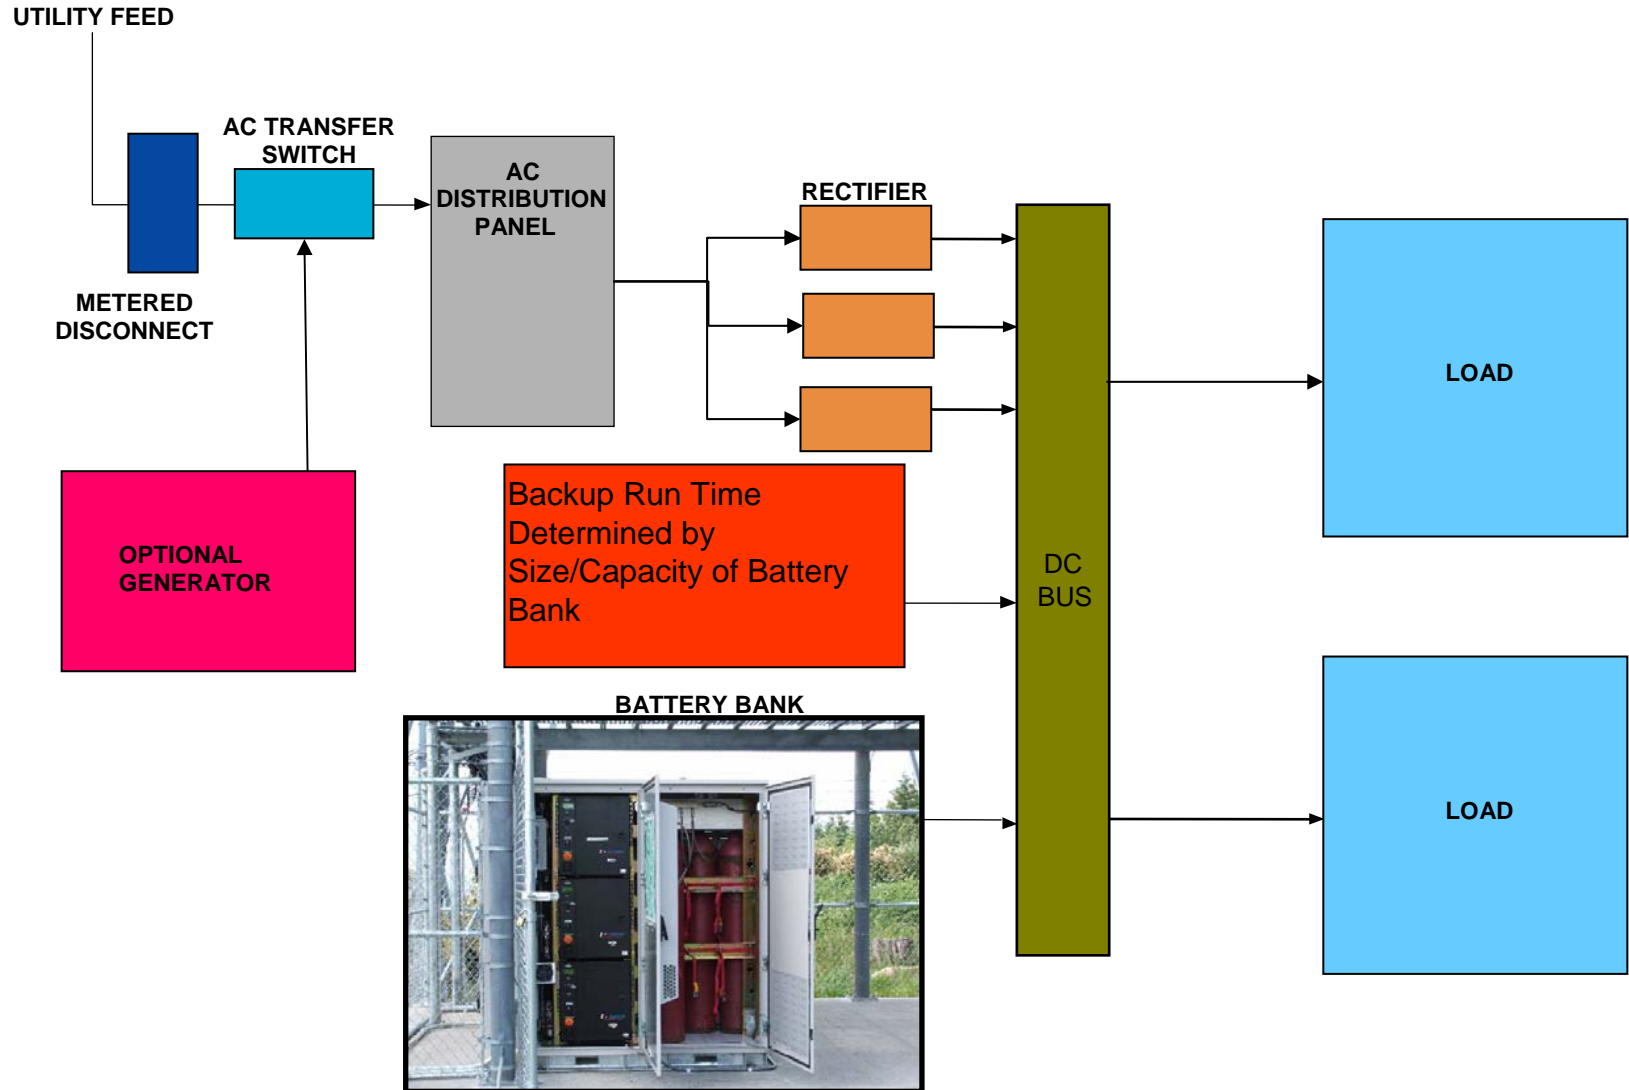 UTILITY FEED
AC TRANSFER
SWITCH
AC
DISTRIBUTION
PANEL
RECTIFIER
METERED
DISCONNECT
LOAD
Backup Run Time
Determined by
Size/Capacity of Battery
Bank
OPTIONAL
GENERATOR
DC
BUS
BATTERY BANK
LOAD